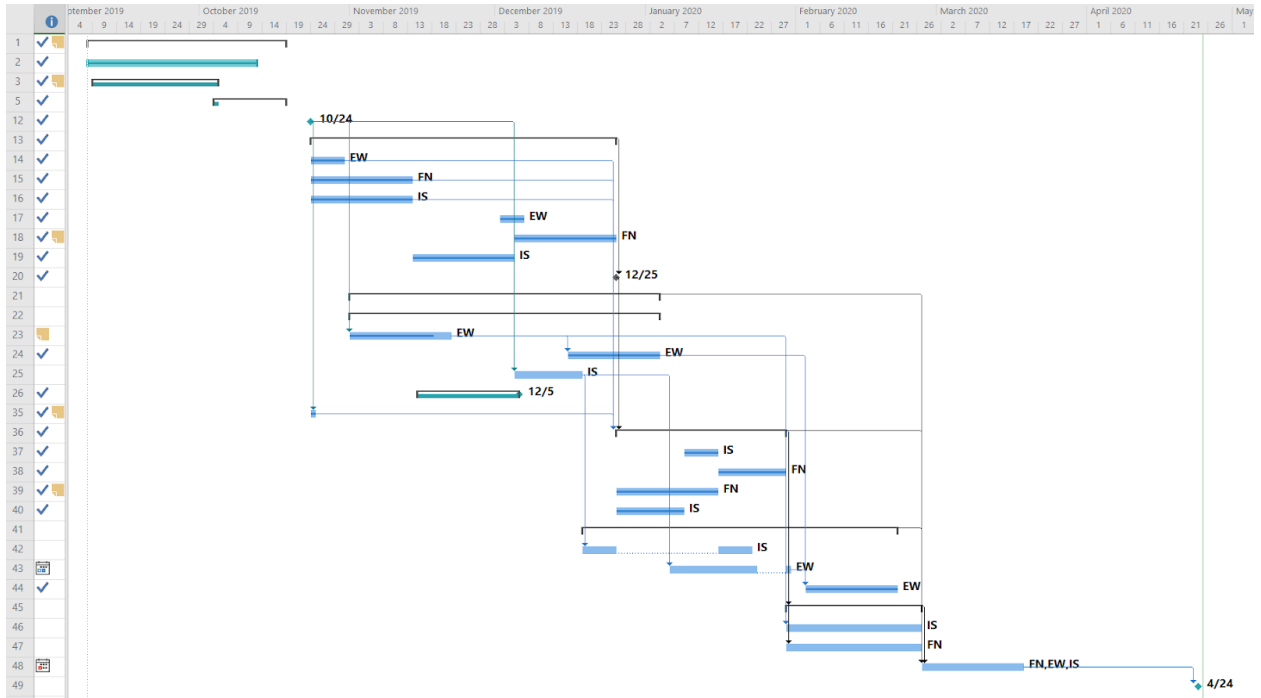 ptember 2019 October 2019 November 2019 December 2019 January 2020 February 2020 March 2020 April 2020 May
4 9 14 19 24 29 4 9 14 19 24 29 3 8 13 18 23 28 3 8 13 18 23 28 2 7 12 17 22 27 1 6 11 16 21 26 2 7 12 17 22 27 1 6 11 16 21 26 1
1
2
3
5
12 10/24
13
14 EW
15 FN
16 IS
17 EW
18 FN
19 IS
20 12/25
21
22
23 EW
24 EW
25 IS
26 12/5
35
36
37 IS
38 FN
39 FN
40 IS
41
42 IS
43 EW
44 EW
45
46 IS
47 FN
48 FN,EW,IS
49 4/24